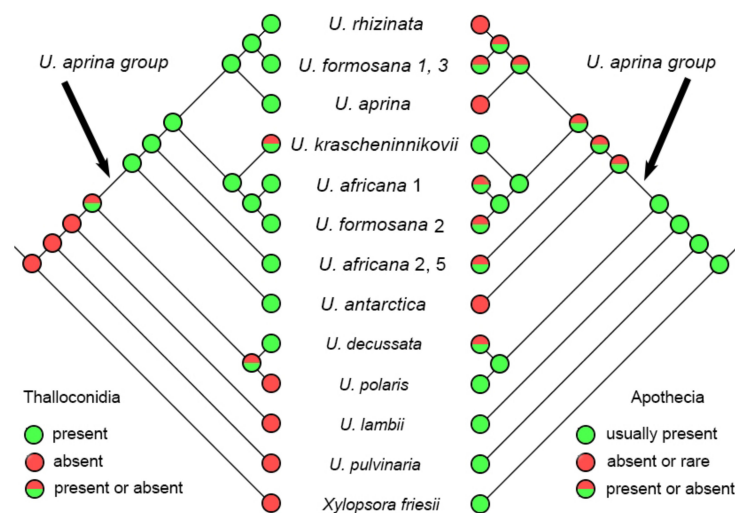 U. rhizinata
U. aprina group
U. formosana 1, 3
U. aprina group
U. aprina
U. krascheninnikovii
U. africana 1
U. formosana 2
U. africana 2, 5
U. antarctica
U. decussata
U. polaris
U. lambii
U. pulvinaria
Xylopsora friesii
Thalloconidia
present
absent
present or absent
Apothecia
usually present
absent or rare
present or absent